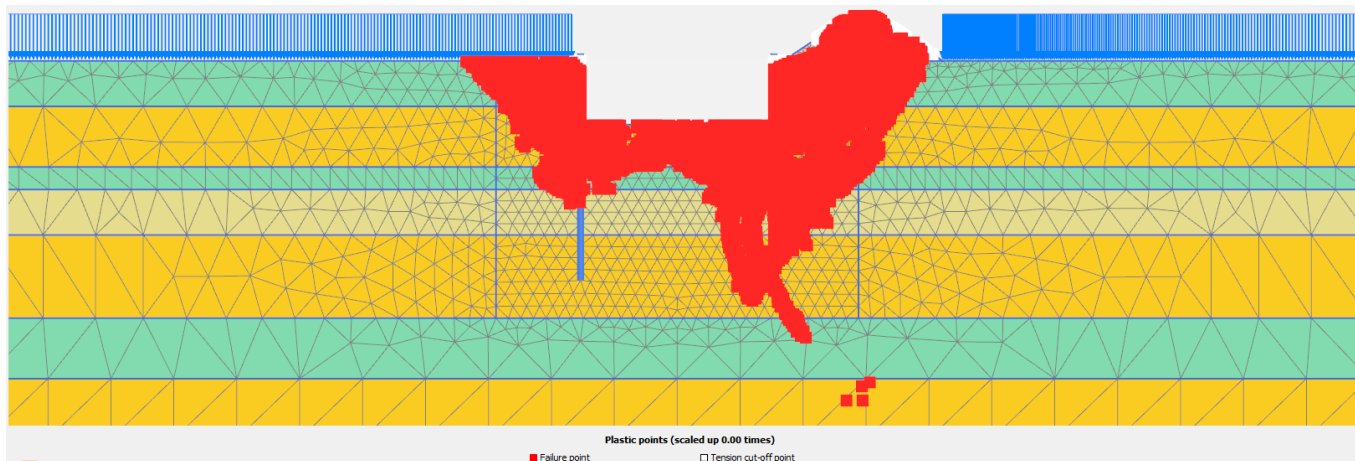 Plastic points (scaled up 0.00 times)
Failure point
Tension cut-off point